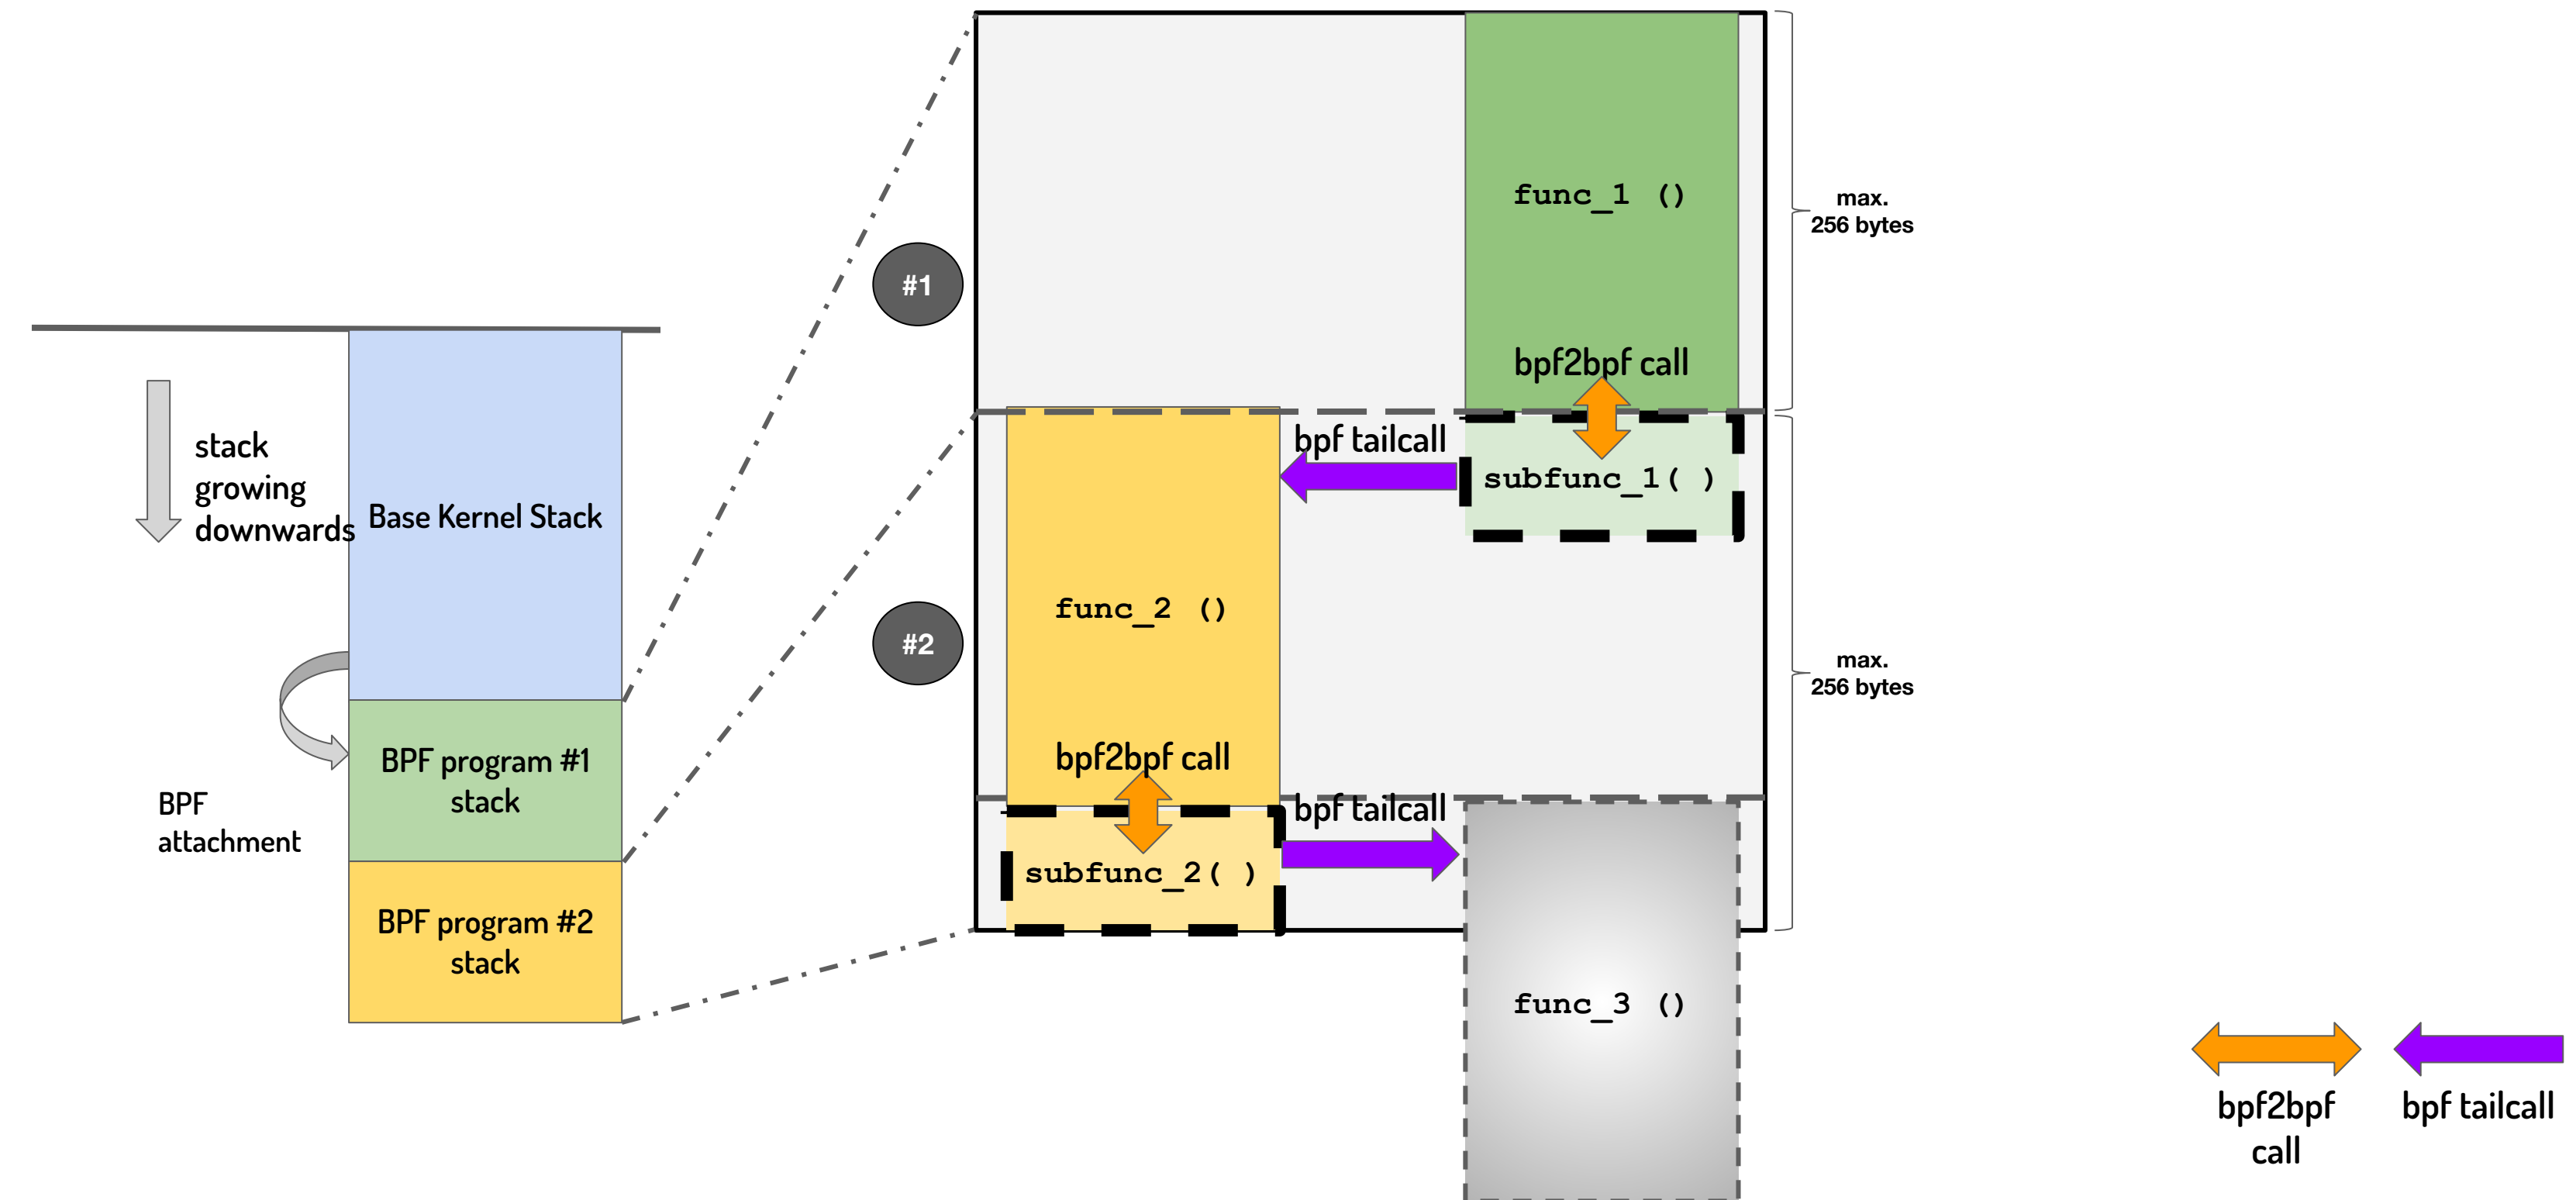 stack
growing
downwards
Base Kernel Stack
BPF
attachment
BPF program #1
stack
BPF program #2
stack
#1
#2
func_1 ()
bpf2bpf call
subfunc_1( )
bpf tailcall
func_2 ()
bpf2bpf call
subfunc_2( )
bpf tailcall
func_3 ()
max.
256 bytes
max.
256 bytes
bpf2bpf
call
bpf tailcall